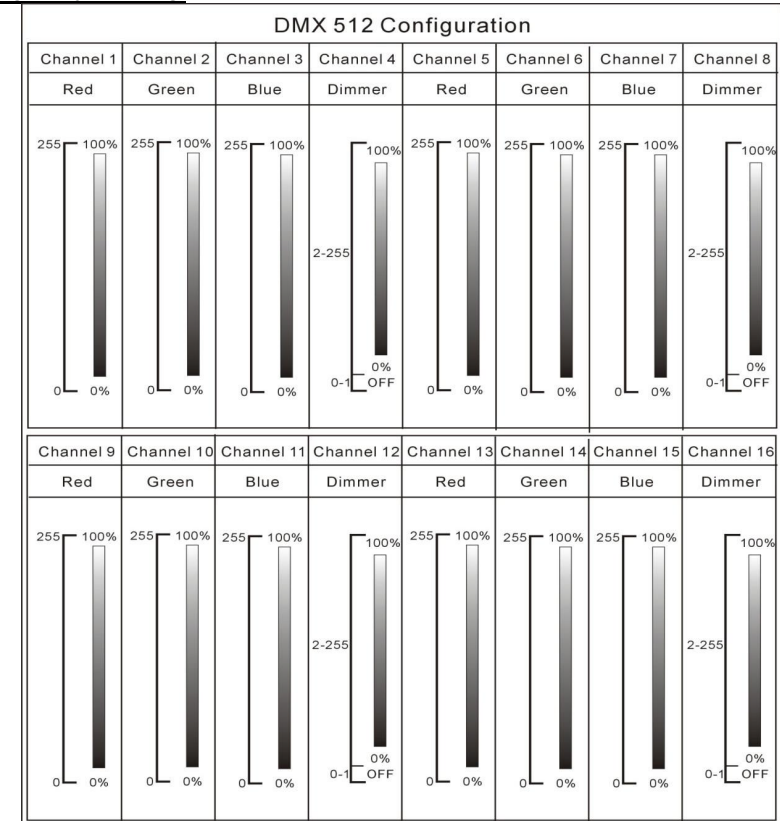 DMX 512 Configuration
Channel 1 Channel 2 Channel 3 Channel 4 Channel 5 Channel 6 Channel 7 Channel 8
Red Green Blue Dimmer Red Green Blue Dimmer
255 100% 255 100% 255 100% 100% 255 100% 255 100% 255 100% 100%
2-255 2-255
0% 0%
0 0% 0 0% 0 0% 0-1 OFF 0 0% 0 0% 0 0% 0-1 OFF
Channel 9 Channel 10 Channel 11 Channel 12 Channel 13 Channel 14 Channel 15 Channel 16
Red Green Blue Dimmer Red Green Blue Dimmer
255 100% 255 100% 255 100% 100% 255 100% 255 100% 255 100% 100%
2-255 2-255
0% 0%
0 0% 0 0% 0 0% 0-1 OFF 0 0% 0 0% 0 0% 0-1 OFF